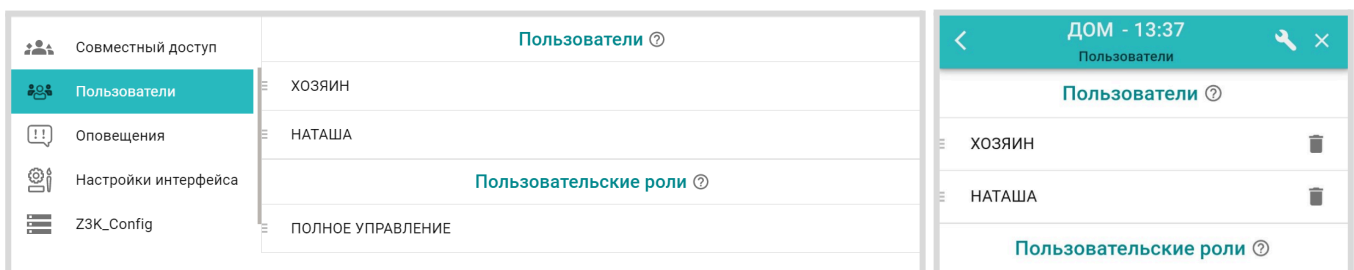 Совместный доступ
Пользователи
Оповещения
Настройки интерфейса
Z3K_Config
Пользователи ?
ХОЗЯИН
НАТАША
Пользовательские роли ?
ПОЛНОЕ УПРАВЛЕНИЕ
ДОМ - 13:37
Пользователи
Пользователи ?
ХОЗЯИН
НАТАША
Пользовательские роли ?